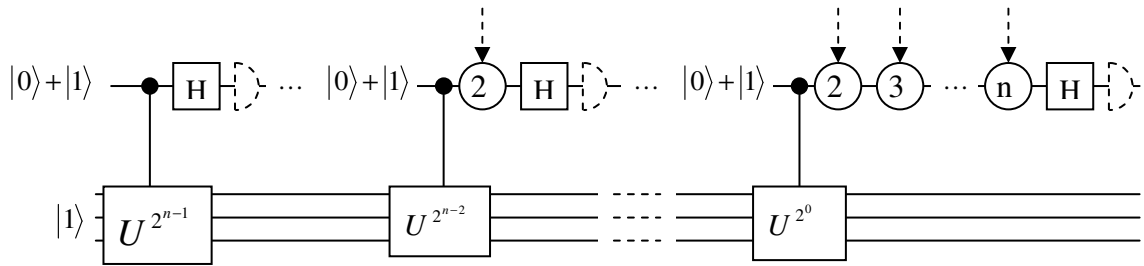 |0⟩+|1⟩ H … |0⟩+|1⟩ 2 H … |0⟩+|1⟩ 2 3 … n H
|1⟩ U^{2^{n-1}} U^{2^{n-2}} U^{2^0}